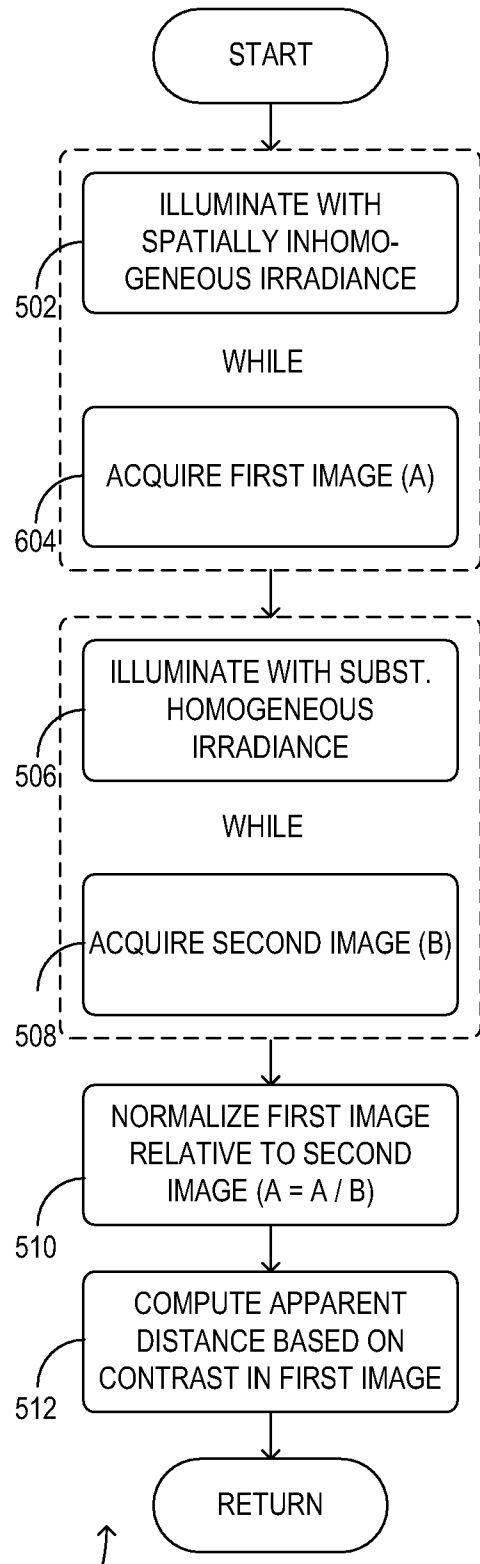 START
ILLUMINATE WITH
SPATIALLY INHOMO-
GENEOUS IRRADIANCE
502
WHILE
ACQUIRE FIRST IMAGE (A)
604
ILLUMINATE WITH SUBST.
HOMOGENEOUS
IRRADIANCE
506
WHILE
ACQUIRE SECOND IMAGE (B)
508
NORMALIZE FIRST IMAGE
RELATIVE TO SECOND
IMAGE (A = A / B)
510
COMPUTE APPARENT
DISTANCE BASED ON
CONTRAST IN FIRST IMAGE
512
RETURN